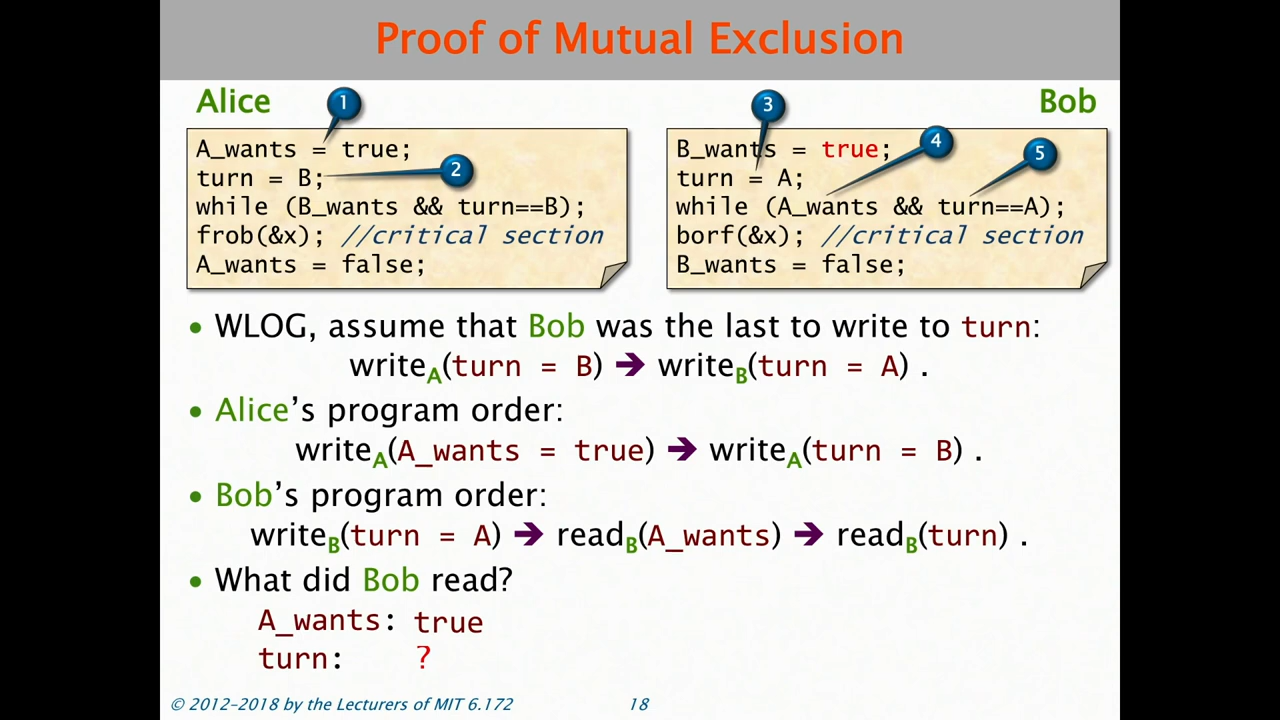 Proof of Mutual Exclusion
Alice
1
3
Bob
A_wants = true;
turn = B;
while (B_wants && turn==B);
frob(&x); //critical section
A_wants = false;
2
B_wants = true;
turn = A;
while (A_wants && turn==A);
borf(&x); //critical section
B_wants = false;
4
5
• WLOG, assume that Bob was the last to write to turn:
writeA(turn = B) ➔ writeB(turn = A) .
• Alice’s program order:
writeA(A_wants = true) ➔ writeA(turn = B) .
• Bob’s program order:
writeB(turn = A) ➔ readB(A_wants) ➔ readB(turn) .
• What did Bob read?
A_wants: true
turn: ?
© 2012–2018 by the Lecturers of MIT 6.172
18